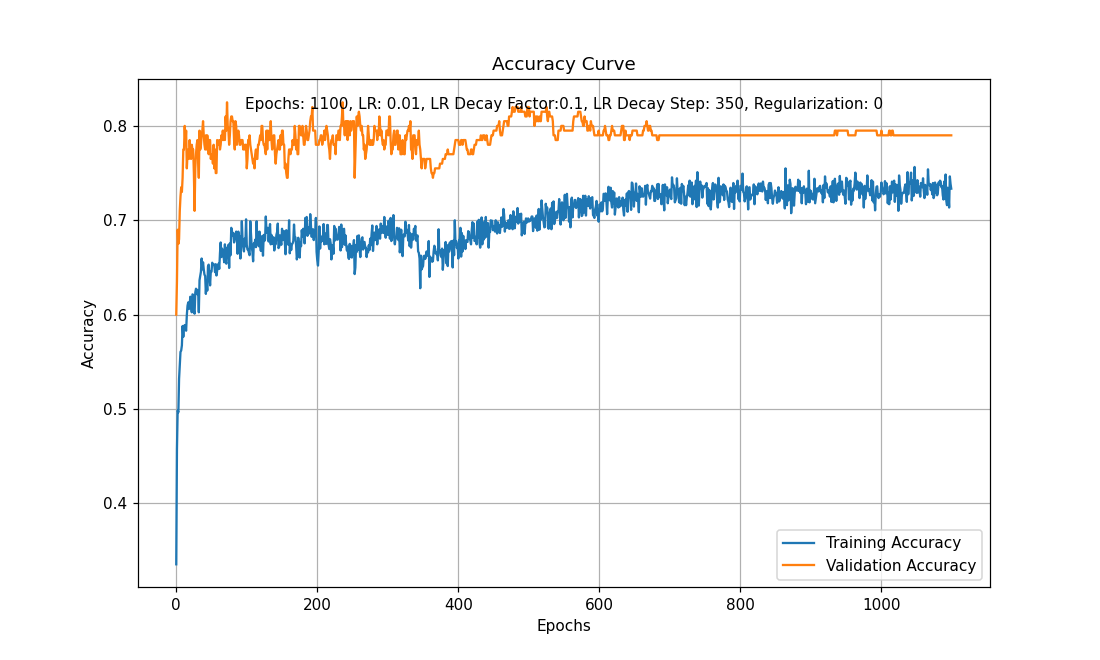 Accuracy Curve
Epochs: 1100, LR: 0.01, LR Decay Factor:0.1, LR Decay Step: 350, Regularization: 0
0.8
0.7
0.6
0.5
0.4
Accuracy
Training Accuracy
Validation Accuracy
0 200 400 600 800 1000
Epochs